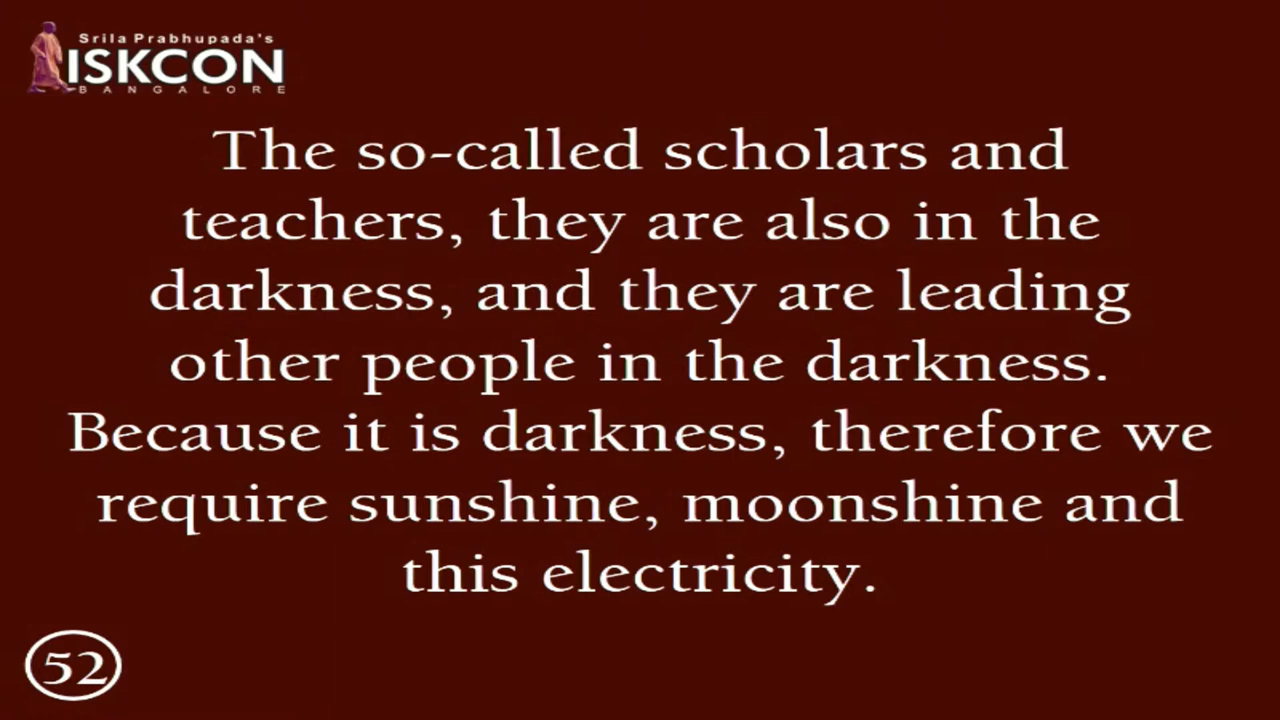 Srila Prabhupada's
ISKCON
BANGALORE
The so-called scholars and
teachers, they are also in the
darkness, and they are leading
other people in the darkness.
Because it is darkness, therefore we
require sunshine, moonshine and
this electricity.
52